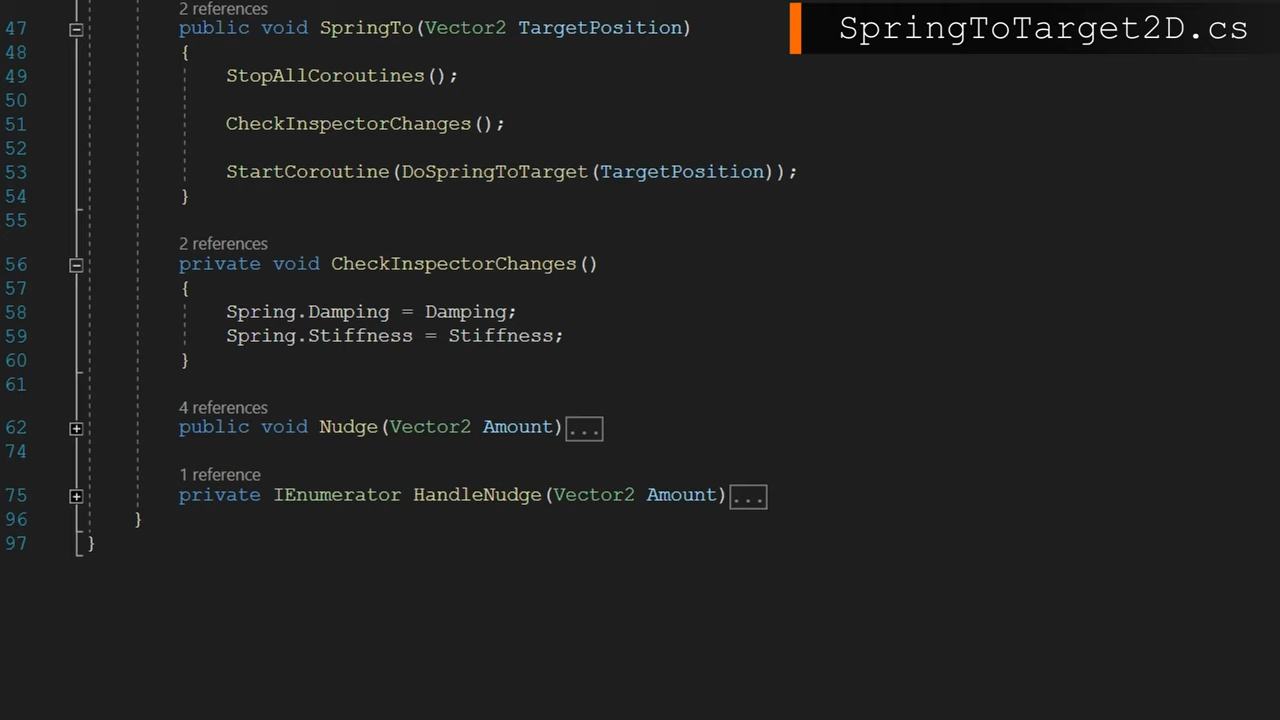 SpringToTarget2D.cs
2 references
47 public void SpringTo(Vector2 TargetPosition)
48 {
49 StopAllCoroutines();
50
51 CheckInspectorChanges();
52
53 StartCoroutine(DoSpringToTarget(TargetPosition));
54 }
55
2 references
56 private void CheckInspectorChanges()
57 {
58 Spring.Damping = Damping;
59 Spring.Stiffness = Stiffness;
60 }
61
4 references
62 public void Nudge(Vector2 Amount)...
74
1 reference
75 private IEnumerator HandleNudge(Vector2 Amount)...
96 }
97 }